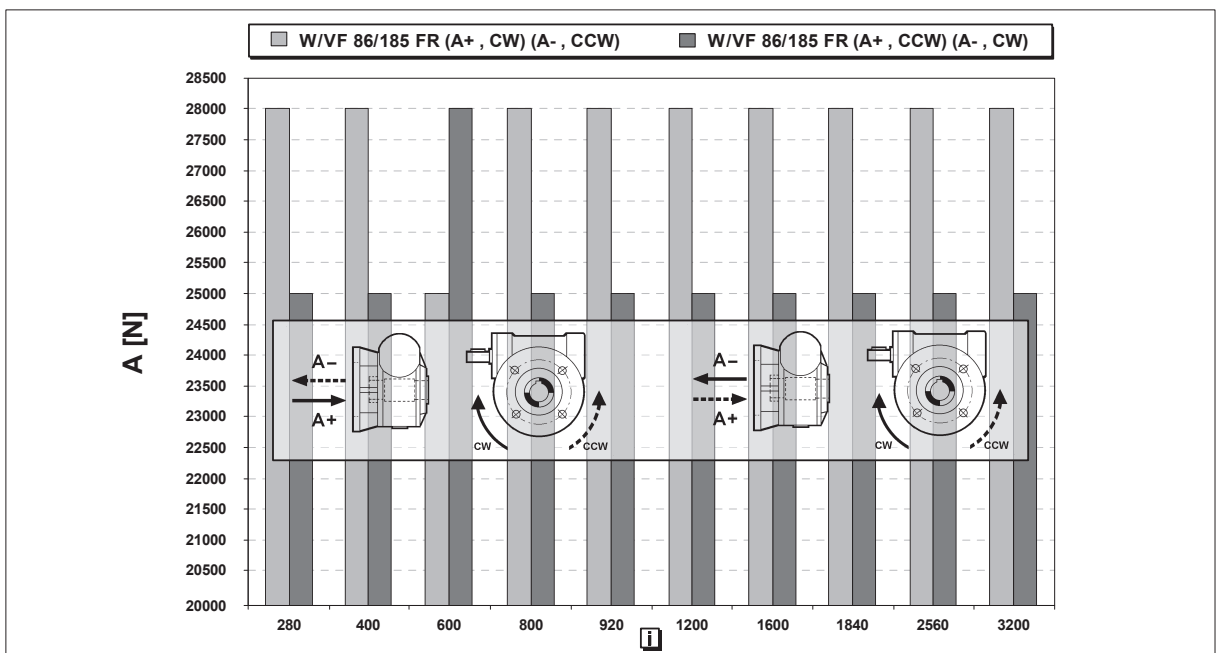 W/VF 86/185 FR (A+ , CW) (A- , CCW) W/VF 86/185 FR (A+ , CCW) (A- , CW)
A [N]
28500
28000
27500
27000
26500
26000
25500
25000
24500
24000
23500
23000
22500
22000
21500
21000
20500
20000
A− A−
A+ A+
CW CCW CW CCW
280 400 600 800 920 1200 1600 1840 2560 3200
i